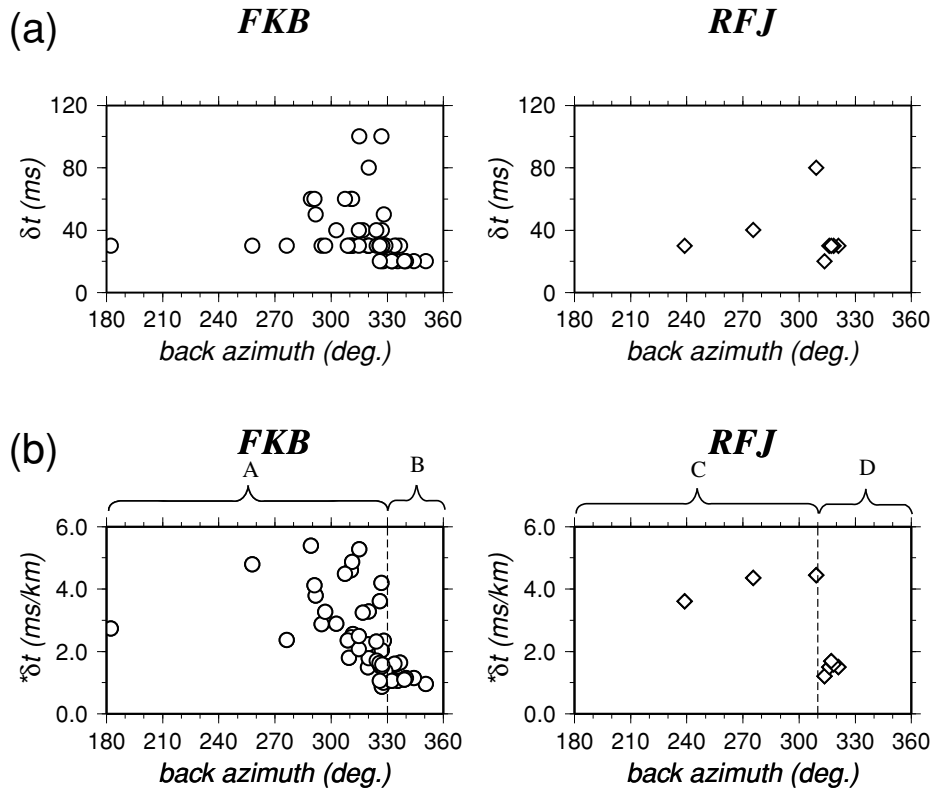 (a)
FKB
RFJ
120
80
40
0
δt (ms)
180 210 240 270 300 330 360
back azimuth (deg.)
120
80
40
0
δt (ms)
180 210 240 270 300 330 360
back azimuth (deg.)
(b)
FKB
RFJ
A
B
C
D
6.0
4.0
2.0
0.0
*δt (ms/km)
180 210 240 270 300 330 360
back azimuth (deg.)
6.0
4.0
2.0
0.0
*δt (ms/km)
180 210 240 270 300 330 360
back azimuth (deg.)